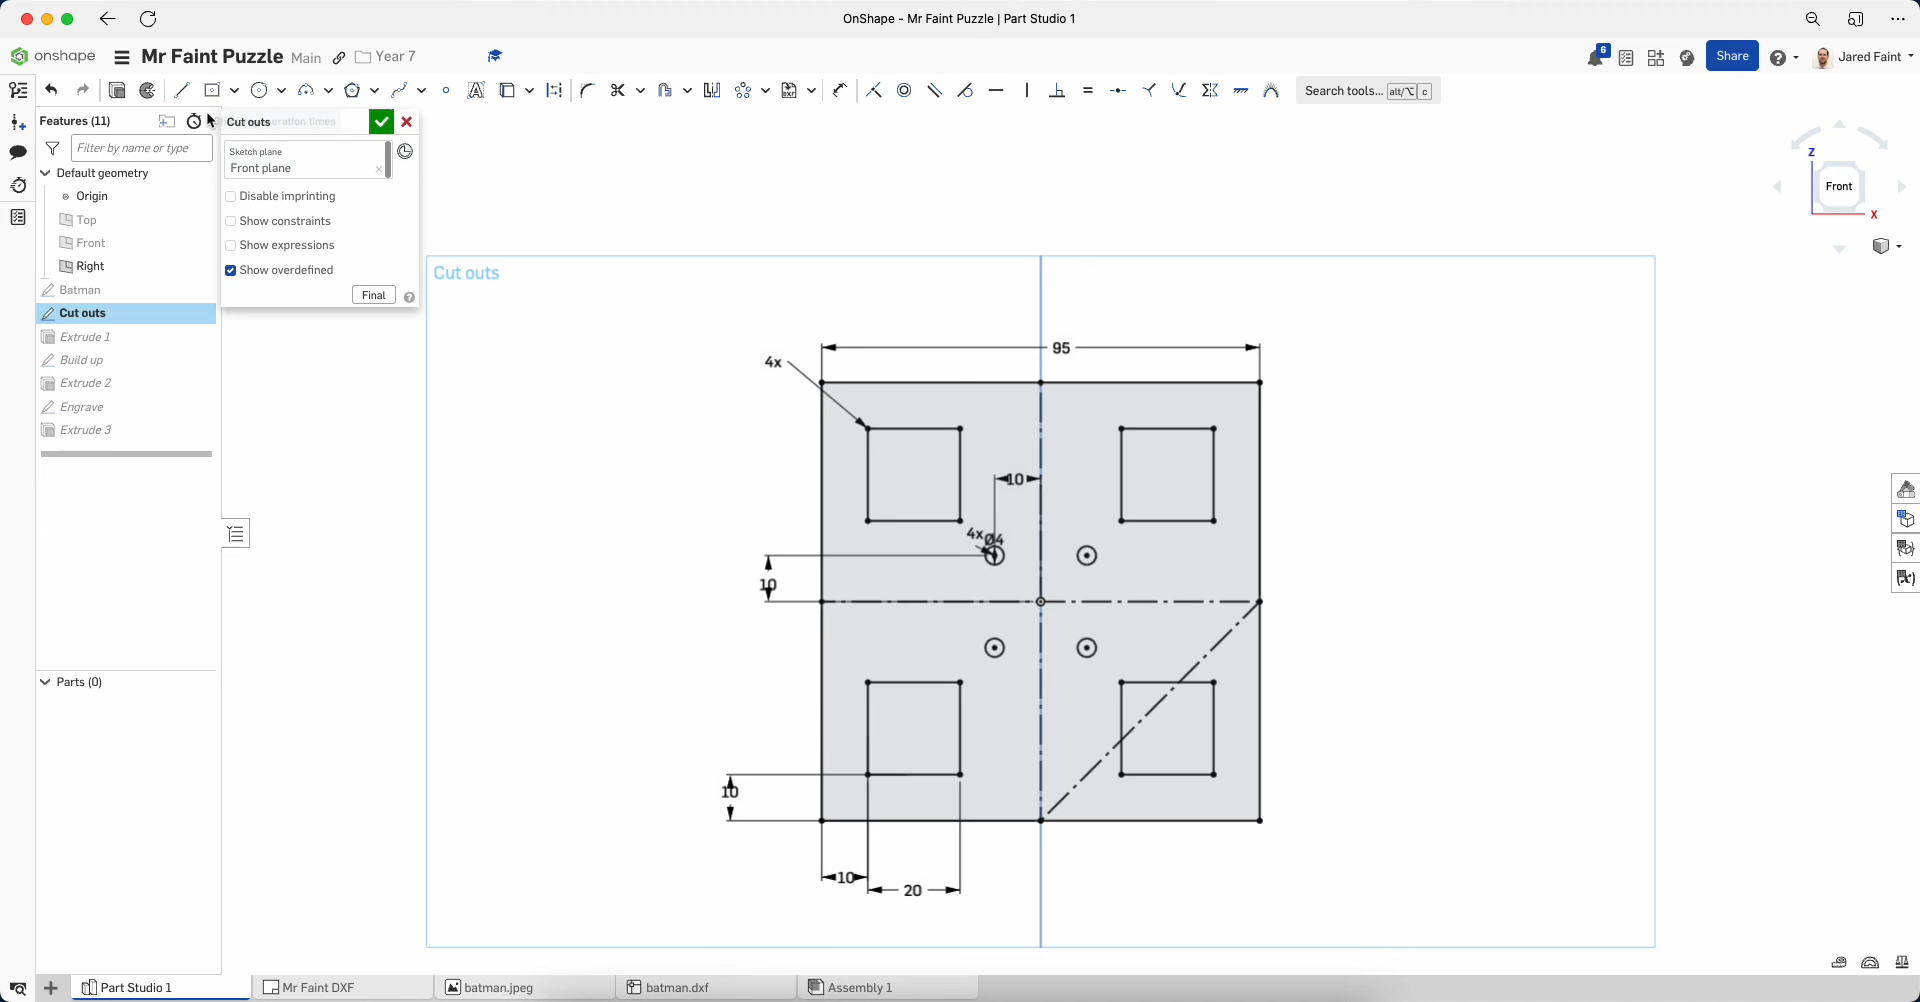 OnShape - Mr Faint Puzzle | Part Studio 1
onshape
Mr Faint Puzzle
Main
Year 7
6
Share
Jared Faint
Search tools... alt/⌥ c
Features (11)
Cut outs
Filter by name or type
Sketch plane
Front plane
Default geometry
Origin
Top
Front
Right
Batman
Cut outs
Extrude 1
Build up
Extrude 2
Engrave
Extrude 3
Disable imprinting
Show constraints
Show expressions
Show overdefined
Final
Z
Front
X
Cut outs
95
4x
10
4x Ø4
10
10
10
20
Parts (0)
Part Studio 1
Mr Faint DXF
batman.jpeg
batman.dxf
Assembly 1